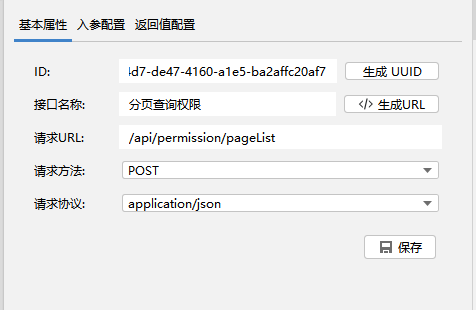 基本属性 入参配置 返回值配置
ID: d7-de47-4160-a1e5-ba2affc20af7 生成 UUID
接口名称: 分页查询权限 </> 生成URL
请求URL: /api/permission/pageList
请求方法: POST
请求协议: application/json
保存